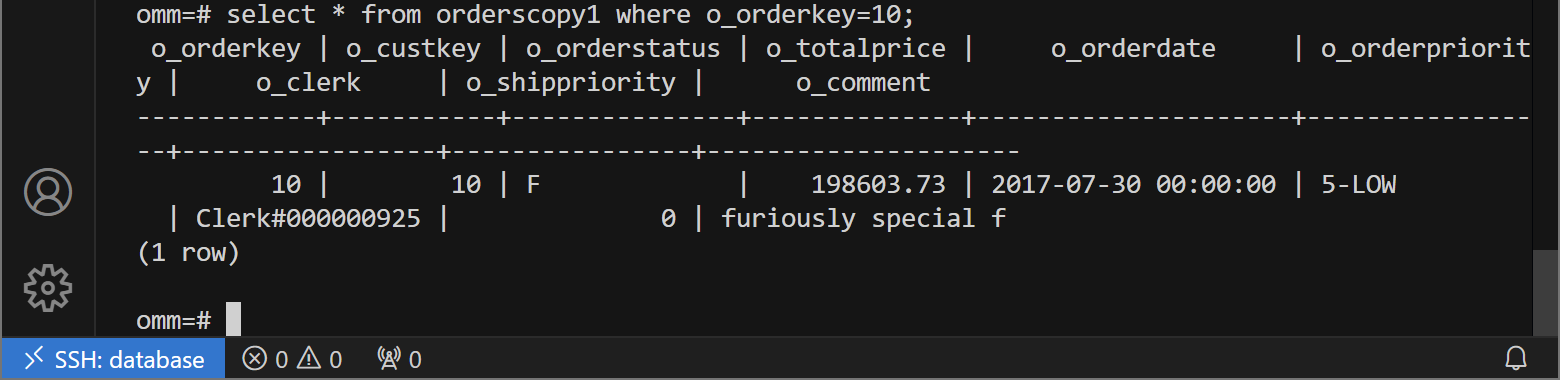 omm=# select * from orderscopy1 where o_orderkey=10;
 o_orderkey | o_custkey | o_orderstatus | o_totalprice |     o_orderdate     | o_orderpriorit
y |     o_clerk     | o_shippriority |      o_comment
------------+-----------+---------------+--------------+---------------------+---------------
--+-----------------+----------------+---------------------
         10 |        10 | F             |    198603.73 | 2017-07-30 00:00:00 | 5-LOW
  | Clerk#000000925 |              0 | furiously special f
(1 row)
omm=#
SSH: database 0 0 0